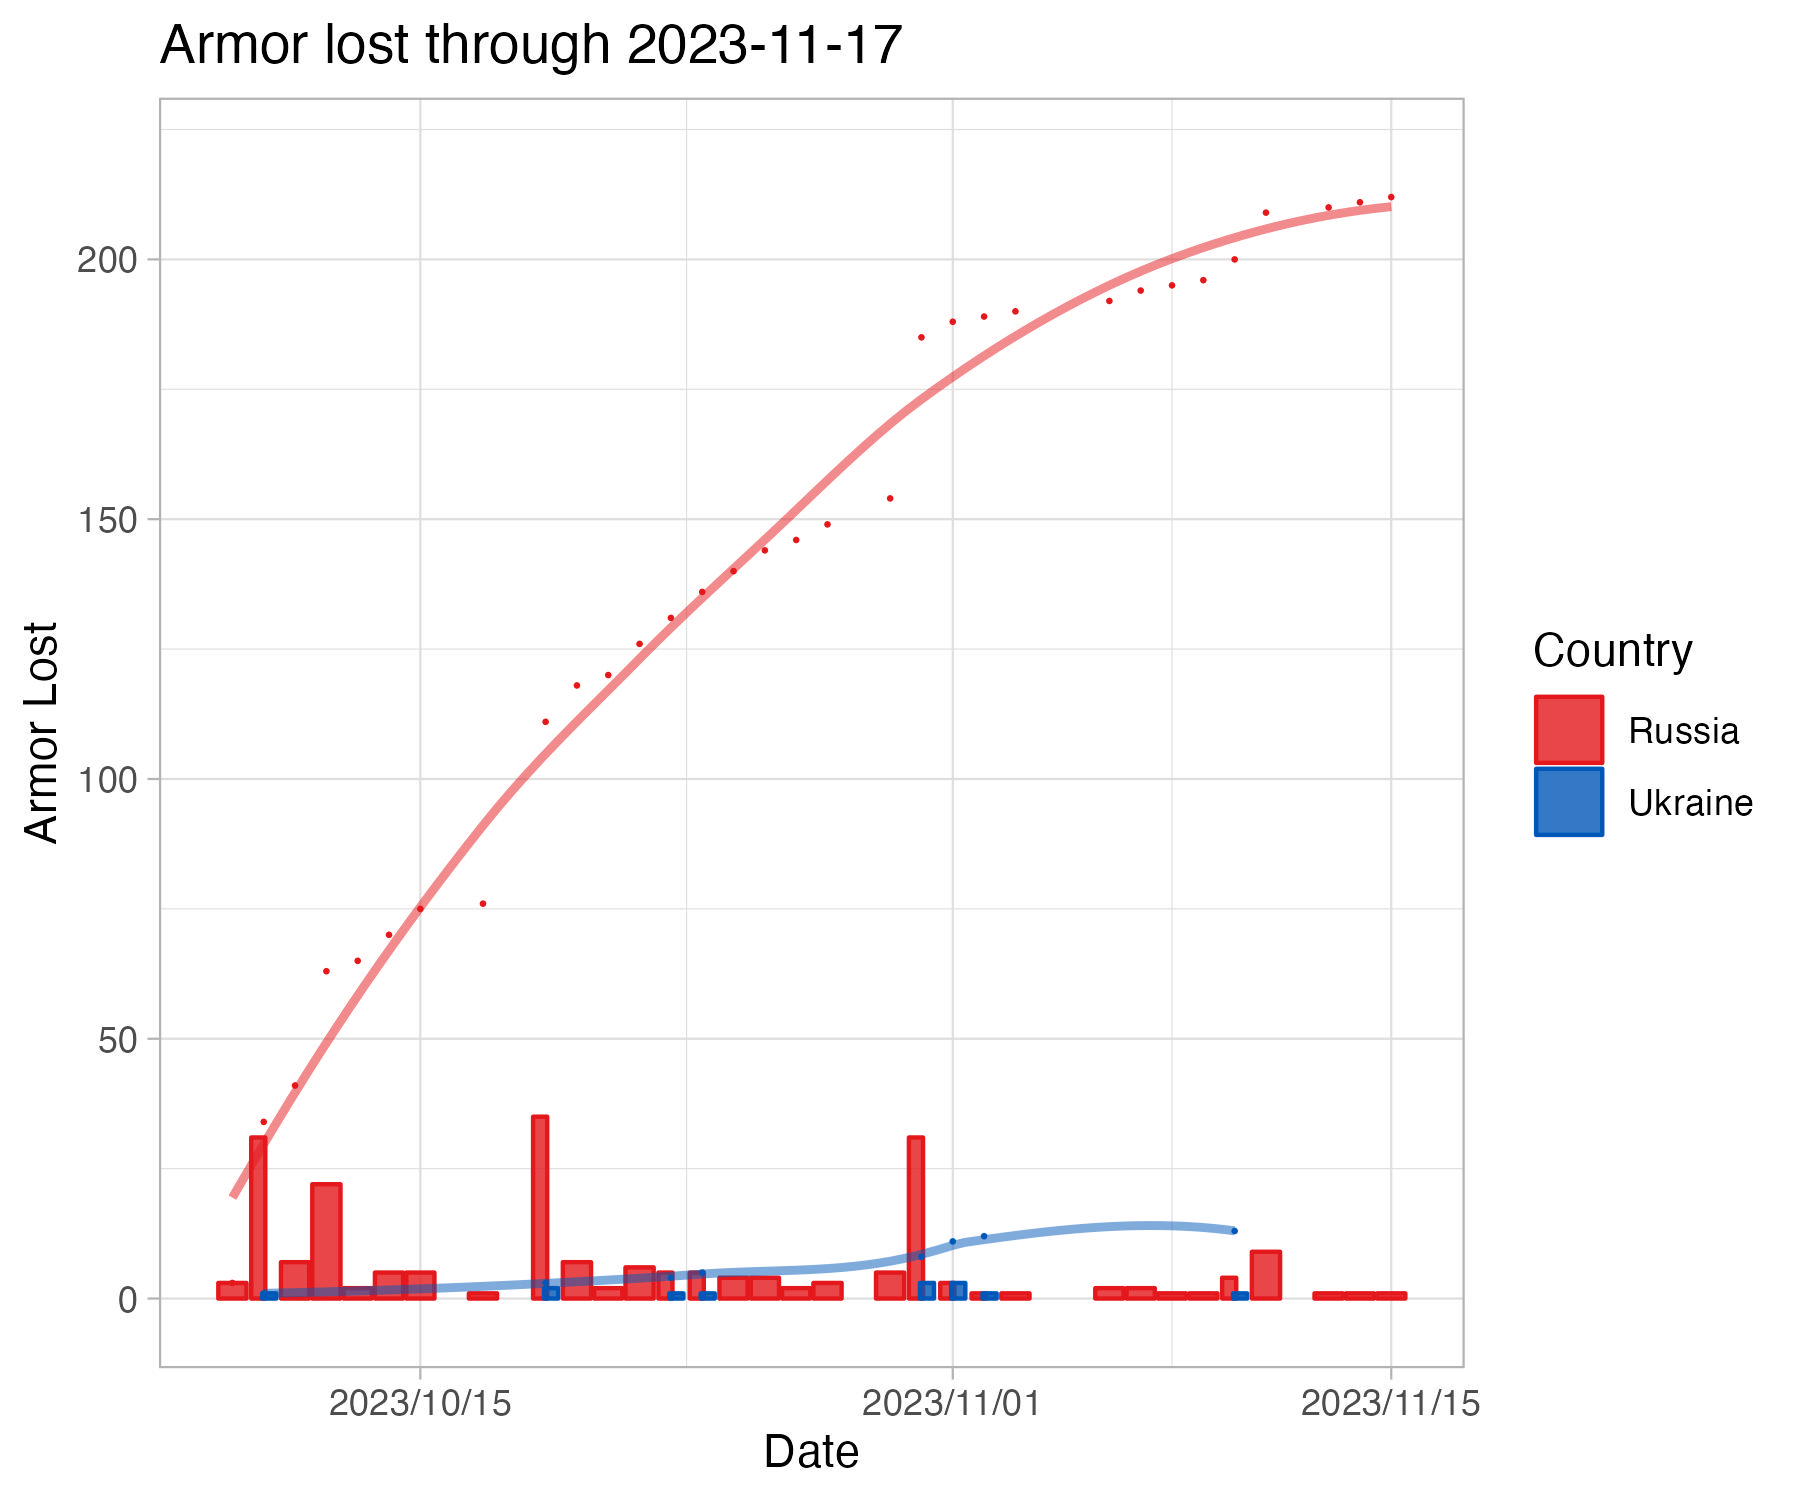 Armor lost through 2023-11-17
Armor Lost
200
150
100
50
0
2023/10/15
2023/11/01
2023/11/15
Date
Country
Russia
Ukraine